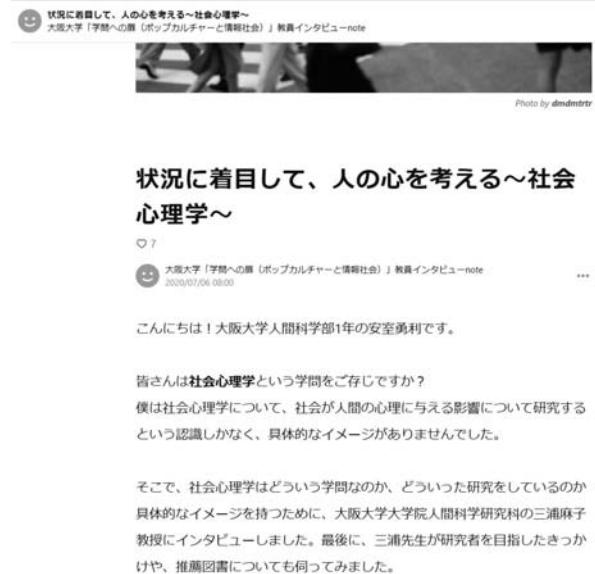 状況に着目して、人の心を考える~社会心理学~
大阪大学「学問への扉（ポップカルチャーと情報社会）」教員インタビューnote
Photo by dmdmtrtr
状況に着目して、人の心を考える~社会
心理学~
♡ 7
大阪大学「学問への扉（ポップカルチャーと情報社会）」教員インタビューnote
2020/07/06 08:00
こんにちは！大阪大学人間科学部1年の安室勇利です。
皆さんは社会心理学という学問をご存じですか？
僕は社会心理学について、社会が人間の心理に与える影響について研究する
という認識しかなく、具体的なイメージがありませんでした。
そこで、社会心理学はどういう学問なのか、どういった研究をしているのか
具体的なイメージを持つために、大阪大学大学院人間科学研究科の三浦麻子
教授にインタビューしました。最後に、三浦先生が研究者を目指したきっか
けや、推薦図書についても伺ってみました。